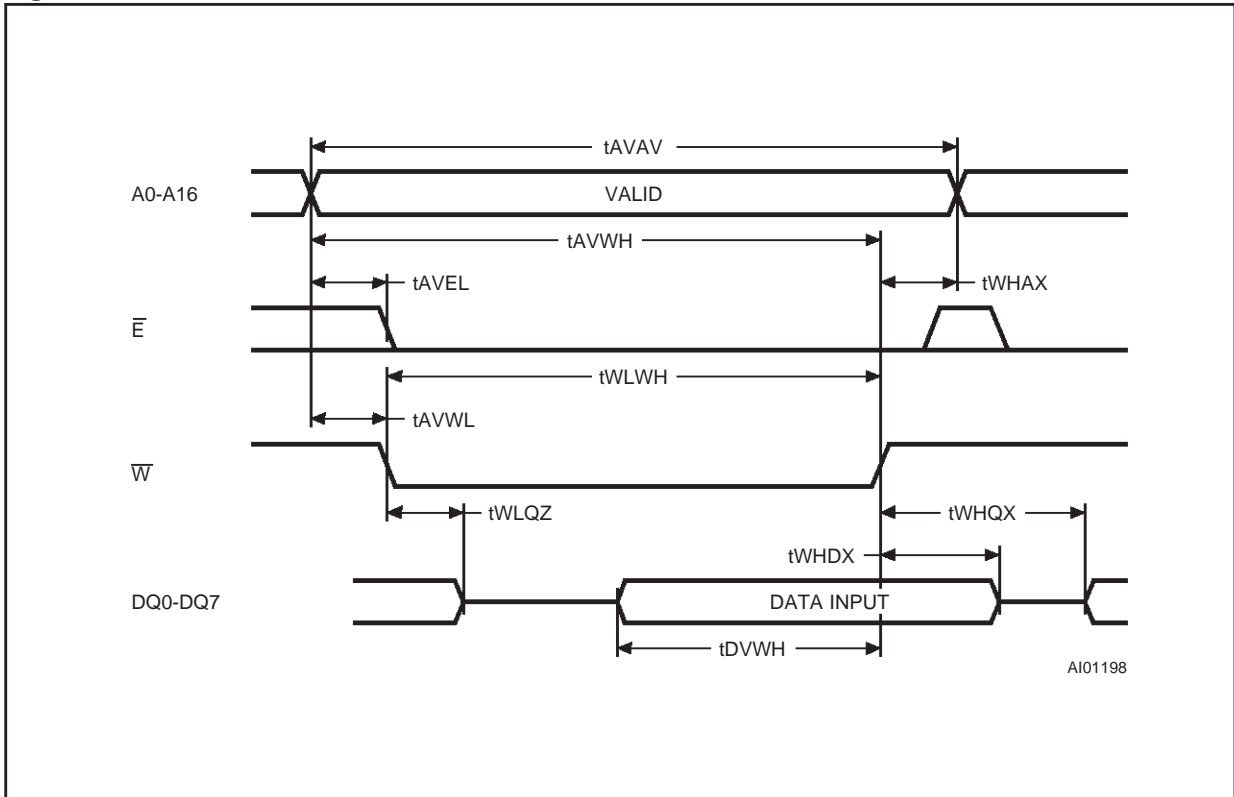 tAVAV
A0-A16
VALID
tAVWH
tAVEL
tWHAX
E̅
tWLWH
tAVWL
W̅
tWLQZ
tWHQX
tWHDX
DQ0-DQ7
DATA INPUT
tDVWH
AI01198